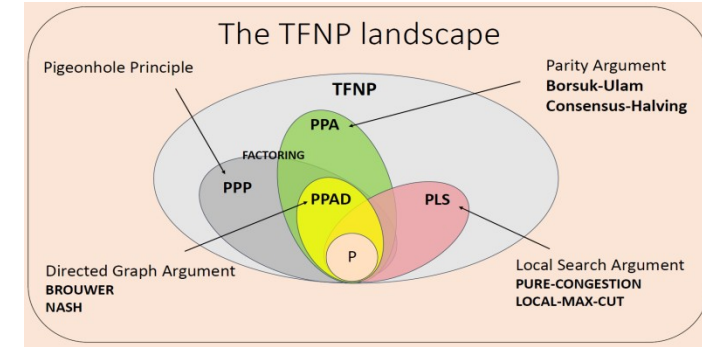 The TFNP landscape
Pigeonhole Principle
Parity Argument
Borsuk-Ulam
Consensus-Halving
TFNP
PPA
FACTORING
PPP
PPAD
PLS
P
Directed Graph Argument
BROUWER
NASH
Local Search Argument
PURE-CONGESTION
LOCAL-MAX-CUT